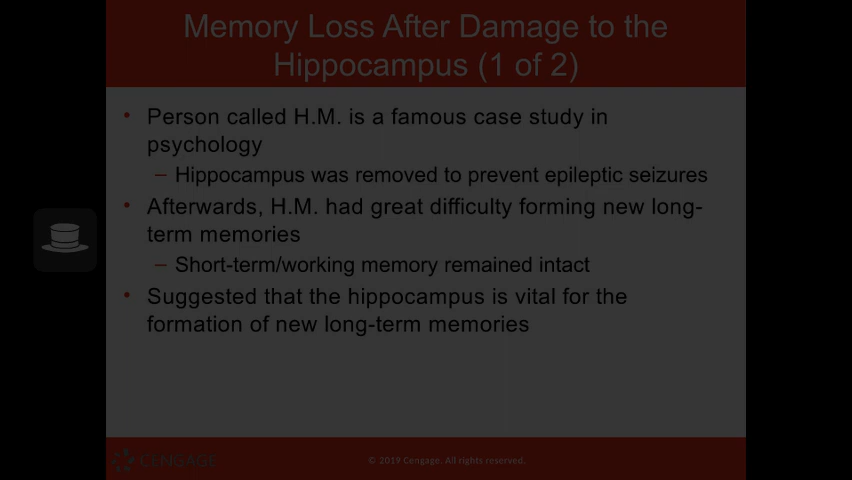 Memory Loss After Damage to the
Hippocampus (1 of 2)
• Person called H.M. is a famous case study in
psychology
– Hippocampus was removed to prevent epileptic seizures
• Afterwards, H.M. had great difficulty forming new long-
term memories
– Short-term/working memory remained intact
• Suggested that the hippocampus is vital for the
formation of new long-term memories
CENGAGE
© 2019 Cengage. All rights reserved.